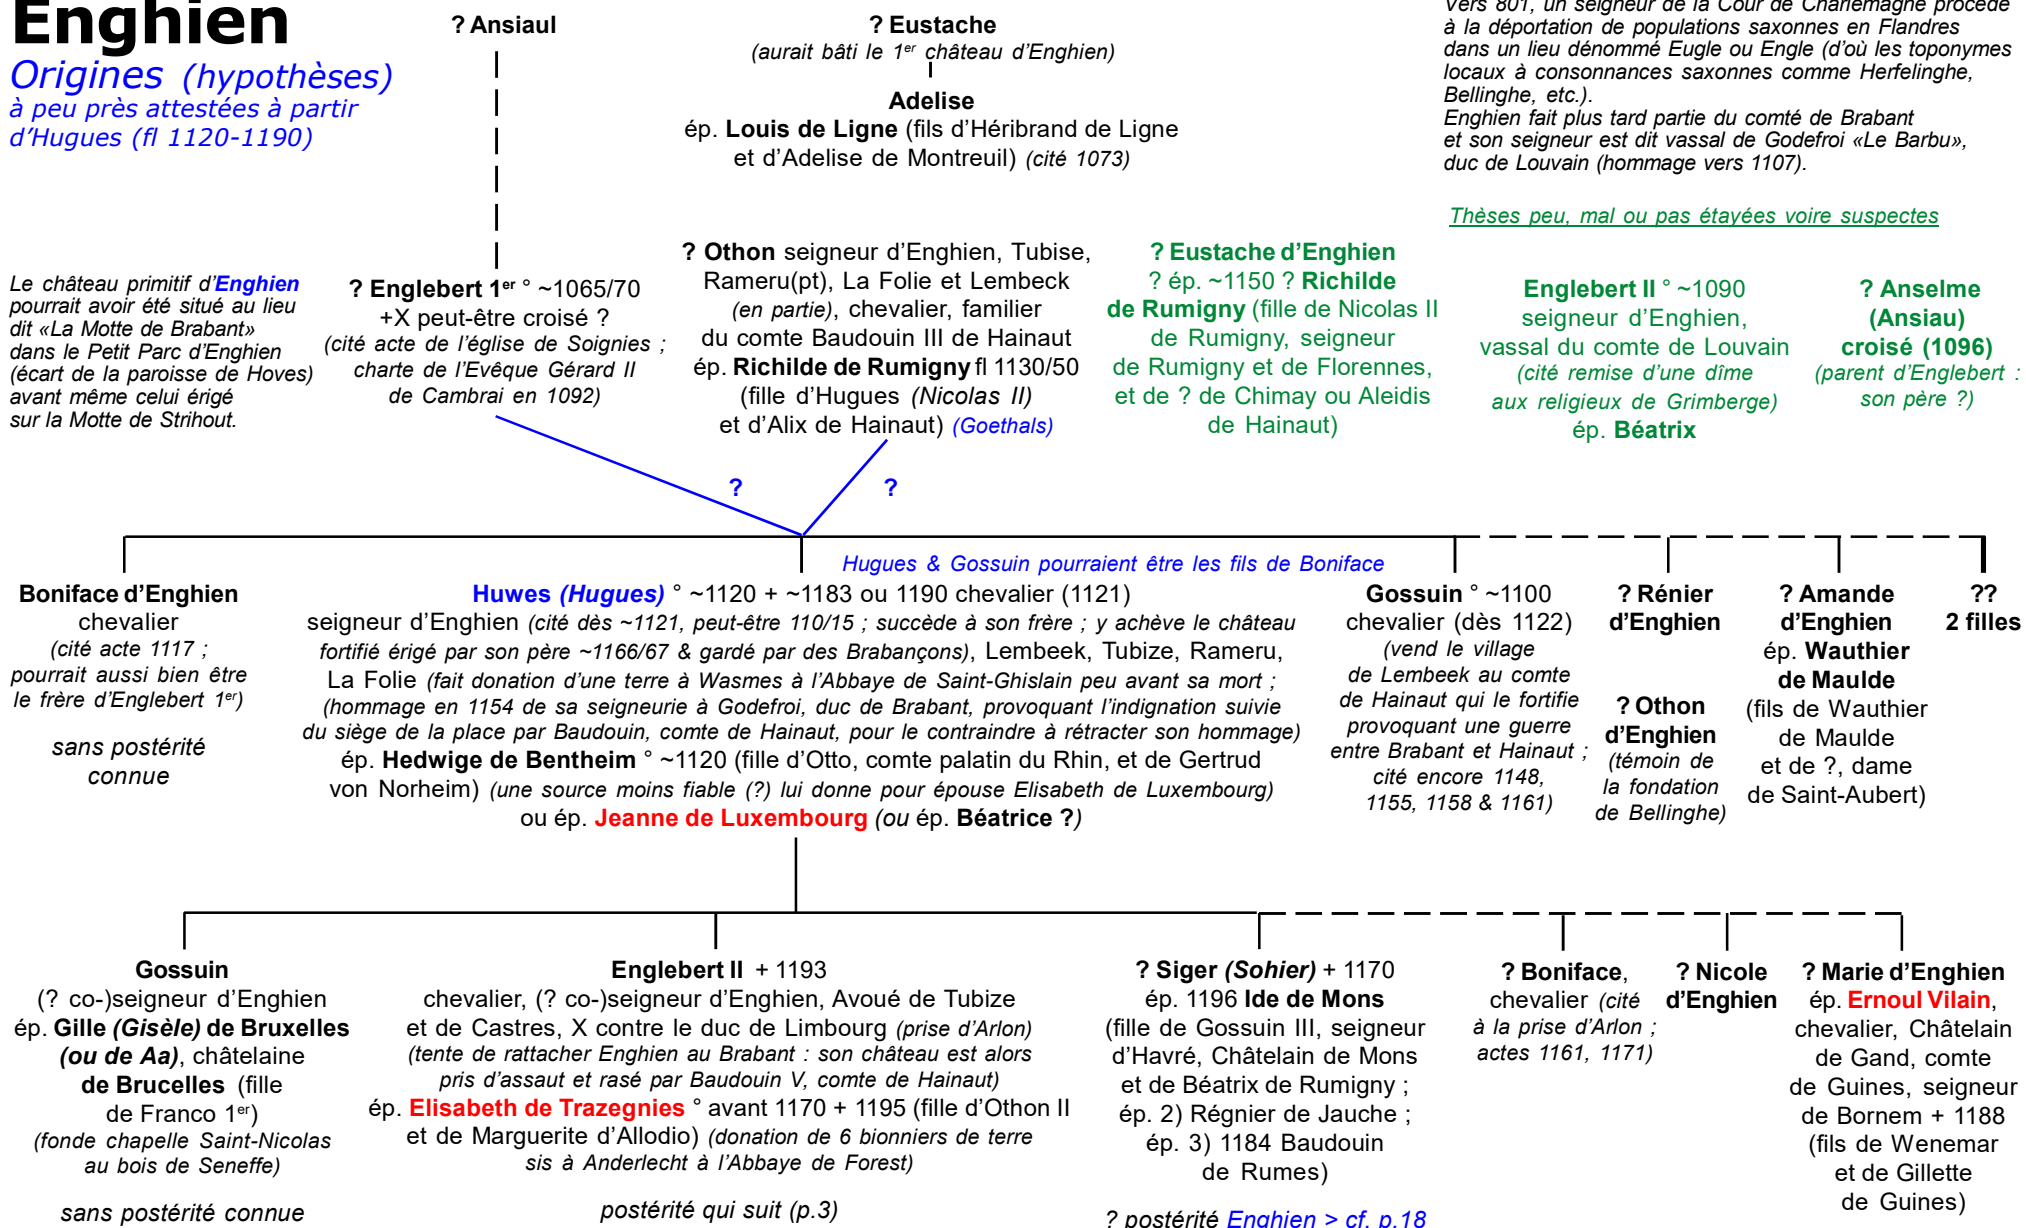 Enghien
Origines (hypothèses)
à peu près attestées à partir
d'Hugues (fl 1120-1190)
? Ansiaul
? Eustache
(aurait bâti le 1er château d'Enghien)
Adelise
ép. Louis de Ligne (fils d'Héribrand de Ligne
et d'Adelise de Montreuil) (cité 1073)
Vers 801, un seigneur de la Cour de Charlemagne procède
à la déportation de populations saxonnes en Flandres
dans un lieu dénommé Eugle ou Engle (d'où les toponymes
locaux à consonnances saxonnes comme Herfelinghe,
Bellinghe, etc.).
Enghien fait plus tard partie du comté de Brabant
et son seigneur est dit vassal de Godefroi «Le Barbu»,
duc de Louvain (hommage vers 1107).
Thèses peu, mal ou pas étayées voire suspectes
Le château primitif d'Enghien
pourrait avoir été situé au lieu
dit «La Motte de Brabant»
dans le Petit Parc d'Enghien
(écart de la paroisse de Hoves)
avant même celui érigé
sur la Motte de Strihout.
? Englebert 1er ° ~1065/70
+X peut-être croisé ?
(cité acte de l'église de Soignies ;
charte de l'Evêque Gérard II
de Cambrai en 1092)
? Othon seigneur d'Enghien, Tubise,
Rameru(pt), La Folie et Lembeck
(en partie), chevalier, familier
du comte Baudouin III de Hainaut
ép. Richilde de Rumigny fl 1130/50
(fille d'Hugues (Nicolas II)
et d'Alix de Hainaut) (Goethals)
? Eustache d'Enghien
? ép. ~1150 ? Richilde
de Rumigny (fille de Nicolas II
de Rumigny, seigneur
de Rumigny et de Florennes,
et de ? de Chimay ou Aleidis
de Hainaut)
Englebert II ° ~1090
seigneur d'Enghien,
vassal du comte de Louvain
(cité remise d'une dîme
aux religieux de Grimberge)
ép. Béatrix
? Anselme
(Ansiau)
croisé (1096)
(parent d'Englebert :
son père ?)
?
?
Hugues & Gossuin pourraient être les fils de Boniface
Boniface d'Enghien
chevalier
(cité acte 1117 ;
pourrait aussi bien être
le frère d'Englebert 1er)
sans postérité
connue
Huwes (Hugues) ° ~1120 + ~1183 ou 1190 chevalier (1121)
seigneur d'Enghien (cité dès ~1121, peut-être 110/15 ; succède à son frère ; y achève le château
fortifié érigé par son père ~1166/67 & gardé par des Brabançons), Lembeek, Tubize, Rameru,
La Folie (fait donation d'une terre à Wasmes à l'Abbaye de Saint-Ghislain peu avant sa mort ;
(hommage en 1154 de sa seigneurie à Godefroi, duc de Brabant, provoquant l'indignation suivie
du siège de la place par Baudouin, comte de Hainaut, pour le contraindre à rétracter son hommage)
ép. Hedwige de Bentheim ° ~1120 (fille d'Otto, comte palatin du Rhin, et de Gertrud
von Norheim) (une source moins fiable (?) lui donne pour épouse Elisabeth de Luxembourg)
ou ép. Jeanne de Luxembourg (ou ép. Béatrice ?)
Gossuin ° ~1100
chevalier (dès 1122)
(vend le village
de Lembeek au comte
de Hainaut qui le fortifie
provoquant une guerre
entre Brabant et Hainaut ;
cité encore 1148,
1155, 1158 & 1161)
? Rénier
d'Enghien
? Othon
d'Enghien
(témoin de
la fondation
de Bellinghe)
? Amande
d'Enghien
ép. Wauthier
de Maulde
(fils de Wauthier
de Maulde
et de ?, dame
de Saint-Aubert)
??
2 filles
Gossuin
(? co-)seigneur d'Enghien
ép. Gille (Gisèle) de Bruxelles
(ou de Aa), châtelaine
de Brucelles (fille
de Franco 1er)
(fonde chapelle Saint-Nicolas
au bois de Seneffe)
sans postérité connue
Englebert II + 1193
chevalier, (? co-)seigneur d'Enghien, Avoué de Tubize
et de Castres, X contre le duc de Limbourg (prise d'Arlon)
(tente de rattacher Enghien au Brabant : son château est alors
pris d'assaut et rasé par Baudouin V, comte de Hainaut)
ép. Elisabeth de Trazegnies ° avant 1170 + 1195 (fille d'Othon II
et de Marguerite d'Allodio) (donation de 6 bionniers de terre
sis à Anderlecht à l'Abbaye de Forest)
postérité qui suit (p.3)
? Siger (Sohier) + 1170
ép. 1196 Ide de Mons
(fille de Gossuin III, seigneur
d'Havré, Châtelain de Mons
et de Béatrix de Rumigny ;
ép. 2) Régnier de Jauche ;
ép. 3) 1184 Baudouin
de Rumes)
? postérité Enghien > cf. p.18
? Boniface,
chevalier (cité
à la prise d'Arlon ;
actes 1161, 1171)
? Nicole
d'Enghien
? Marie d'Enghien
ép. Ernoul Vilain,
chevalier, Châtelain
de Gand, comte
de Guines, seigneur
de Bornem + 1188
(fils de Wenemar
et de Gillette
de Guines)